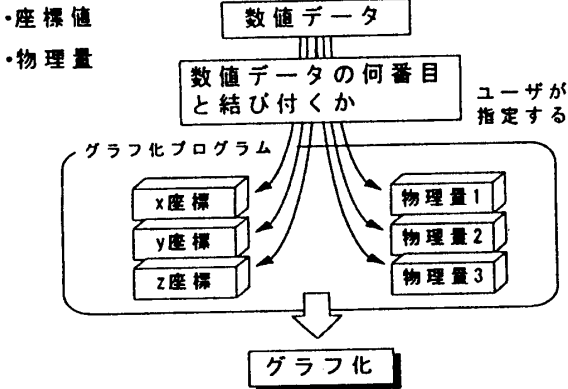 ・座標値
・物理量
数値データ
数値データの何番目
と結び付くか
ユーザが
指定する
グラフ化プログラム
x座標
y座標
z座標
物理量1
物理量2
物理量3
グラフ化